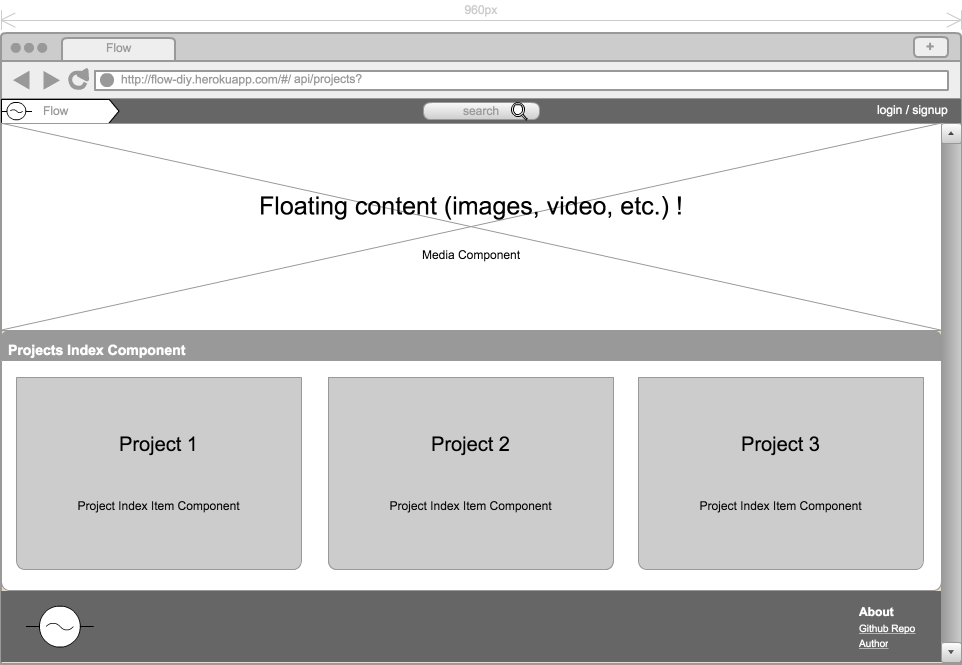 960px
Flow
+
http://flow-diy.herokuapp.com/#/ api/projects?
Flow
search
login / signup
Floating content (images, video, etc.) !
Media Component
Projects Index Component
Project 1
Project 2
Project 3
Project Index Item Component
Project Index Item Component
Project Index Item Component
About
Github Repo
Author